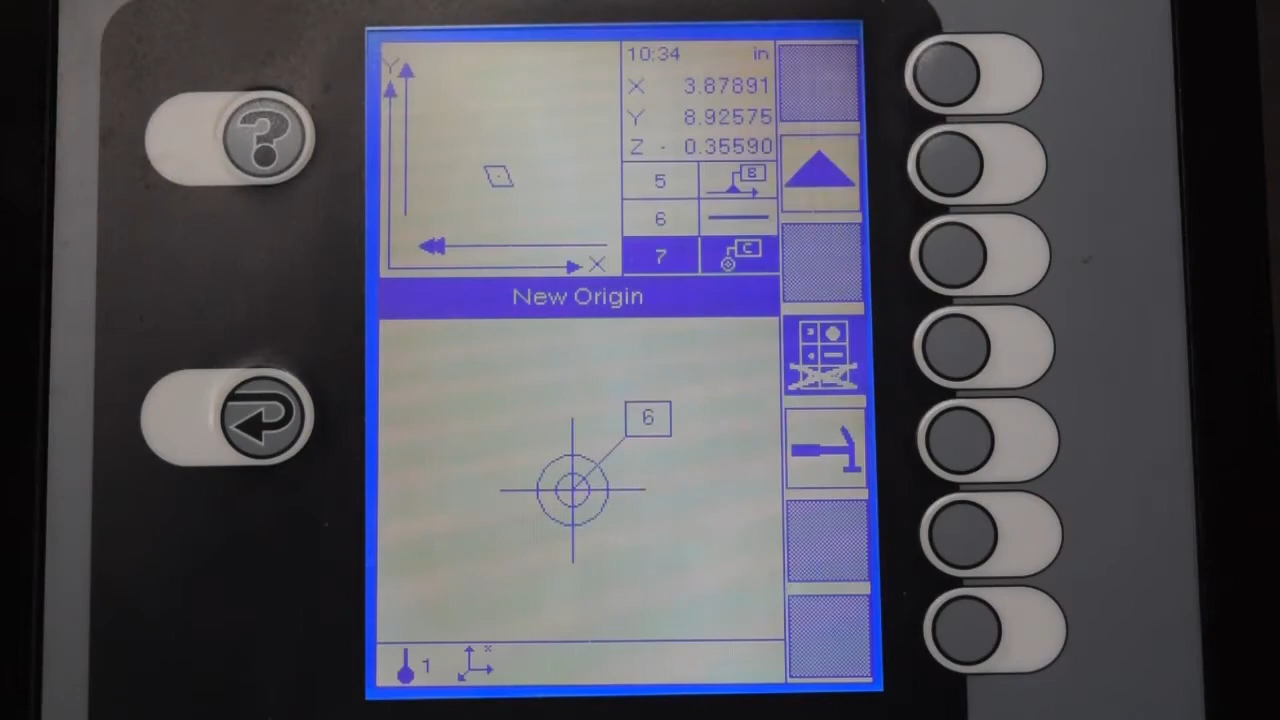 Y
10:34 in
X 3.87891
Y 8.92575
Z - 0.35590
5 B
6
7 C
X
New Origin
6
1 x